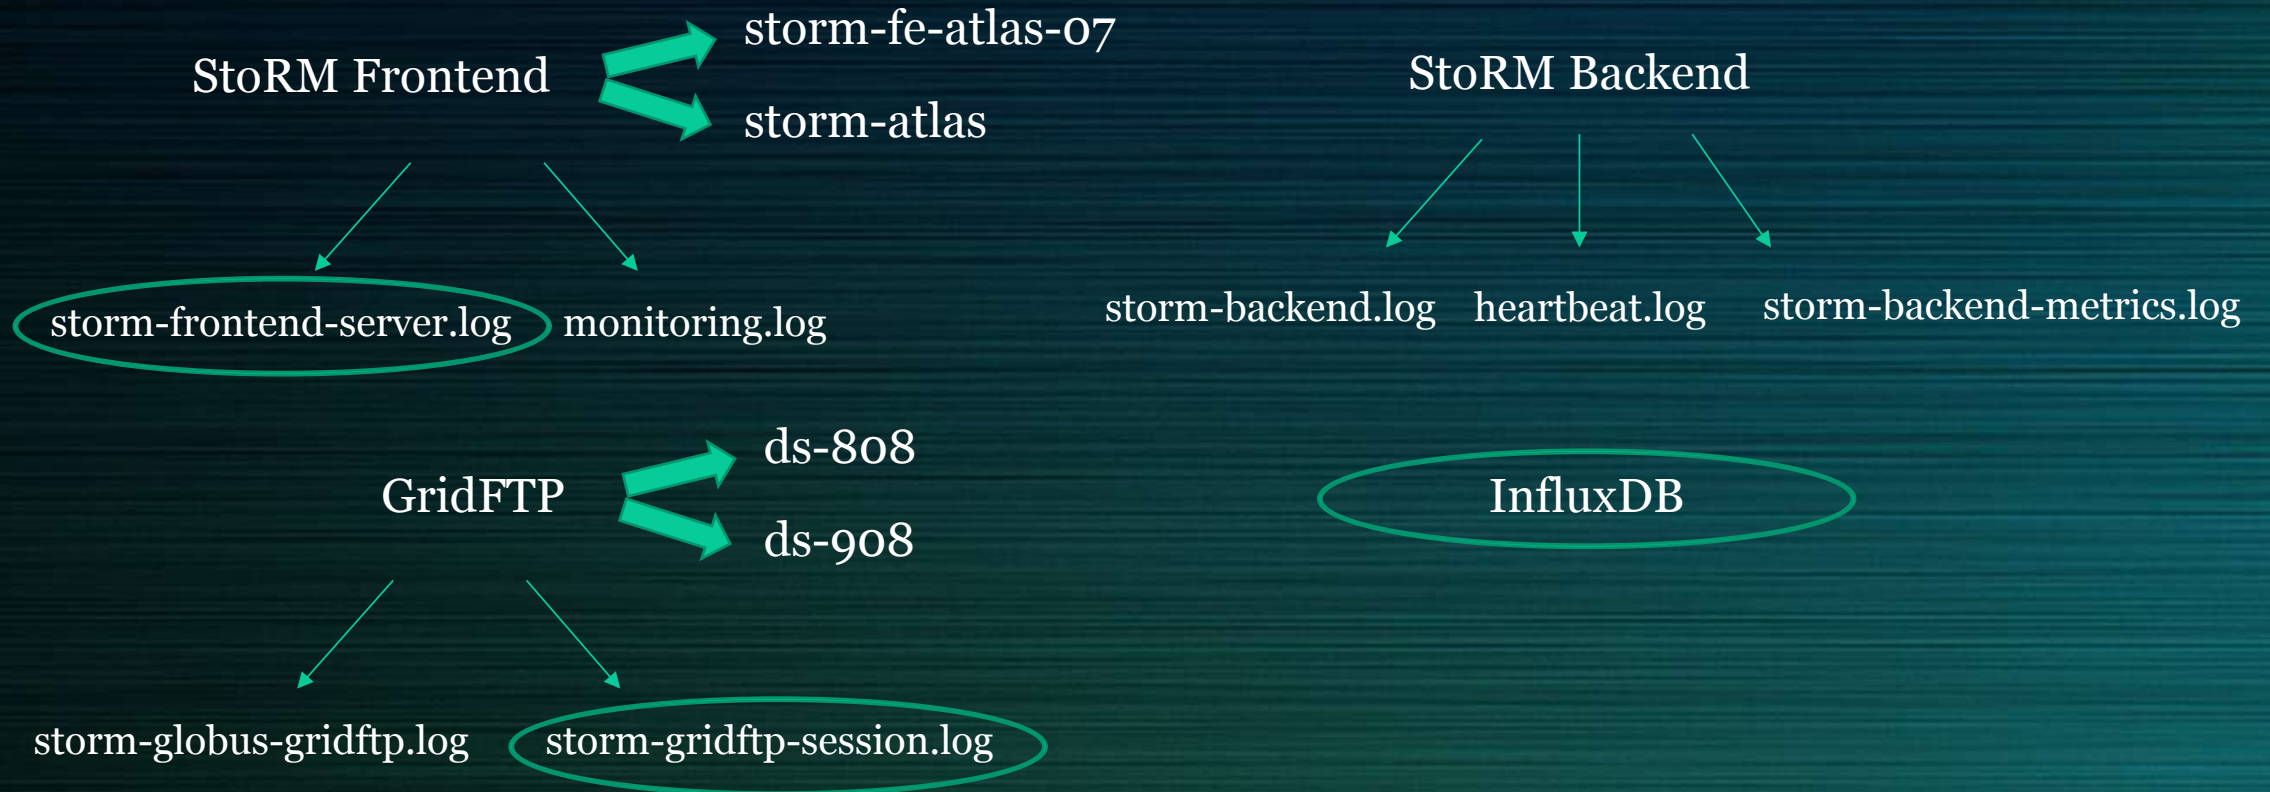 storm-fe-atlas-07
StoRM Frontend
storm-atlas
storm-frontend-server.log
monitoring.log
StoRM Backend
storm-backend.log
heartbeat.log
storm-backend-metrics.log
ds-808
GridFTP
ds-908
storm-globus-gridftp.log
storm-gridftp-session.log
InfluxDB